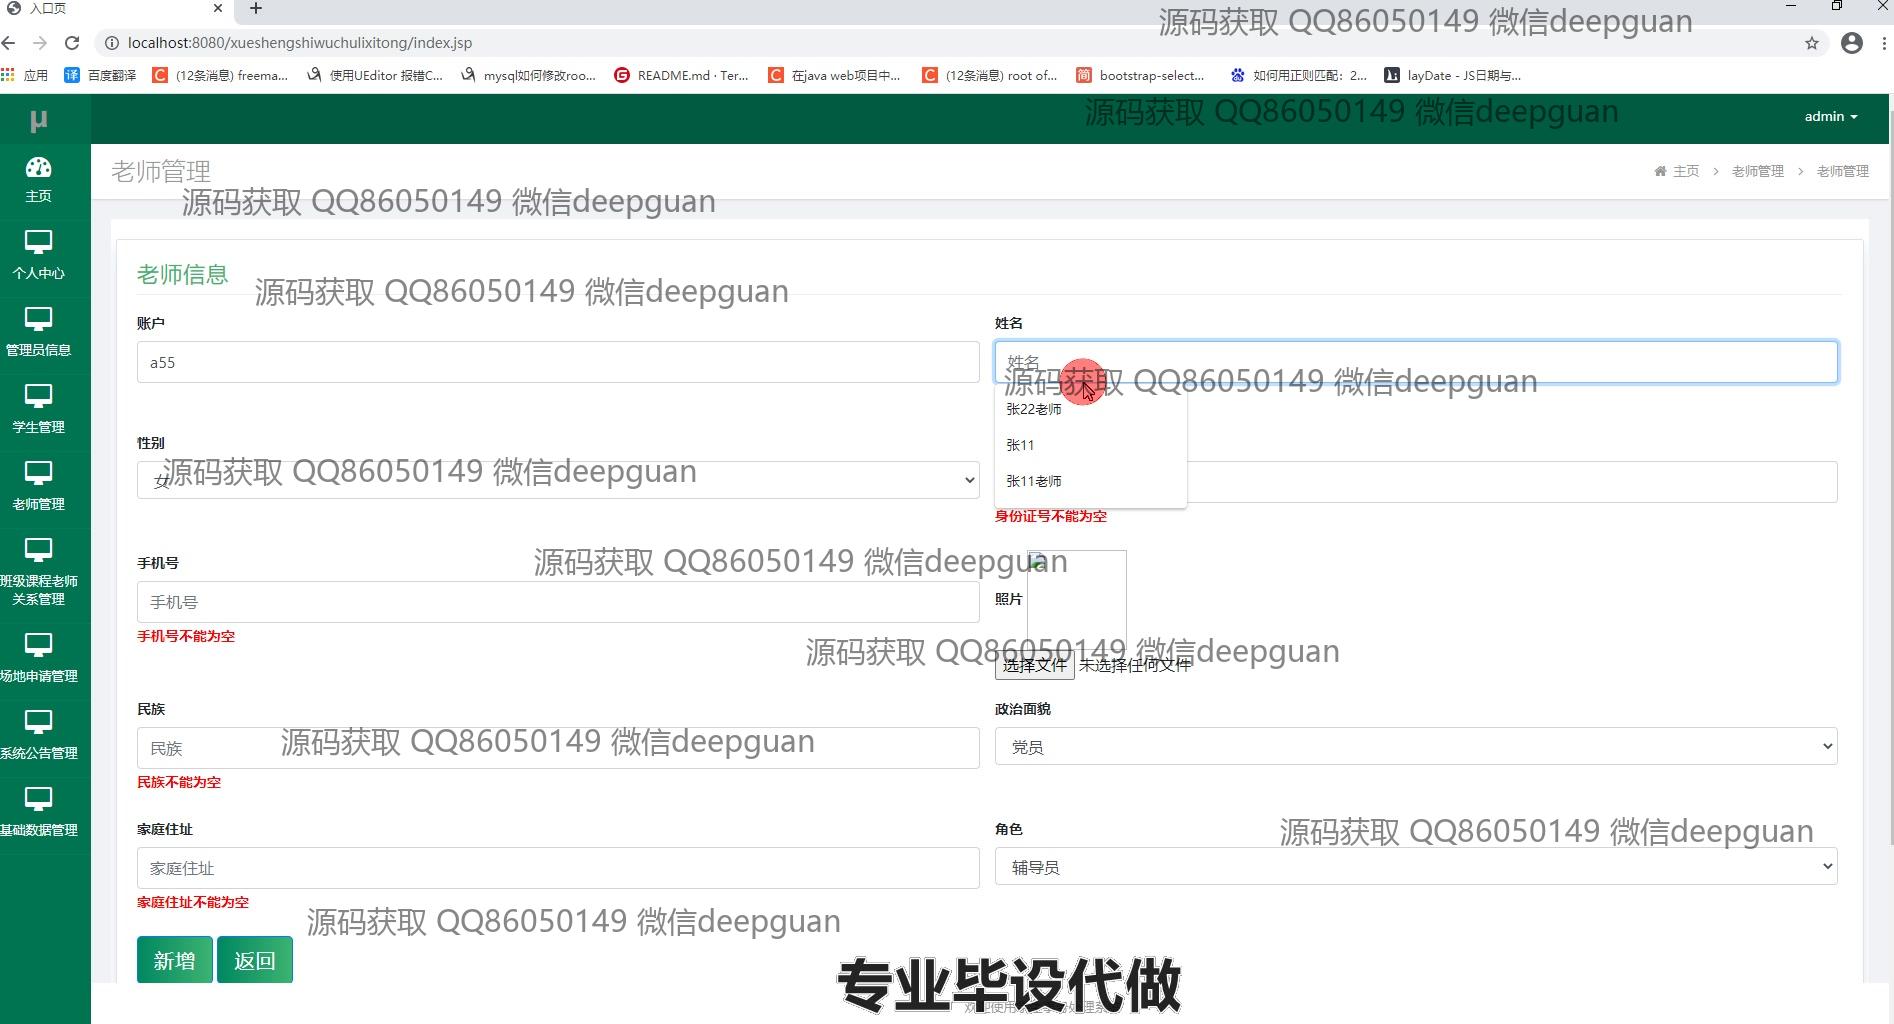 入口页
源码获取 QQ86050149 微信deepguan
localhost:8080/xueshengshiwuchulixitong/index.jsp
应用
译 百度翻译
C (12条消息) freema...
使用UEditor 报错C...
mysql如何修改roo...
G README.md · Ter...
C 在java web项目中...
C (12条消息) root of...
简 bootstrap-select...
如何用正则匹配：2...
layDate - JS日期与...
μ
源码获取 QQ86050149 微信deepguan
admin
老师管理
主页 > 老师管理 > 老师管理
源码获取 QQ86050149 微信deepguan
主页
个人中心
管理员信息
学生管理
老师管理
班级课程老师
关系管理
场地申请管理
系统公告管理
基础数据管理
老师信息
源码获取 QQ86050149 微信deepguan
账户
姓名
a55
姓名
源码获取 QQ86050149 微信deepguan
张22老师
张11
张11老师
性别
女
源码获取 QQ86050149 微信deepguan
身份证号不能为空
手机号
手机号
手机号不能为空
源码获取 QQ86050149 微信deepguan
照片
源码获取 QQ86050149 微信deepguan
选择文件 未选择任何文件
民族
政治面貌
民族
源码获取 QQ86050149 微信deepguan
党员
民族不能为空
家庭住址
角色
源码获取 QQ86050149 微信deepguan
家庭住址
辅导员
家庭住址不能为空
源码获取 QQ86050149 微信deepguan
新增 返回
专业毕设代做